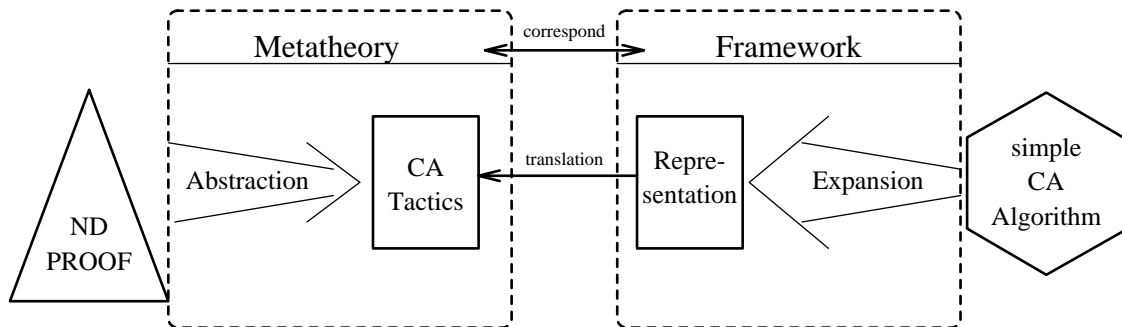 correspond
Metatheory
Framework
ND
PROOF
Abstraction
CA
Tactics
translation
Repre-
sentation
Expansion
simple
CA
Algorithm